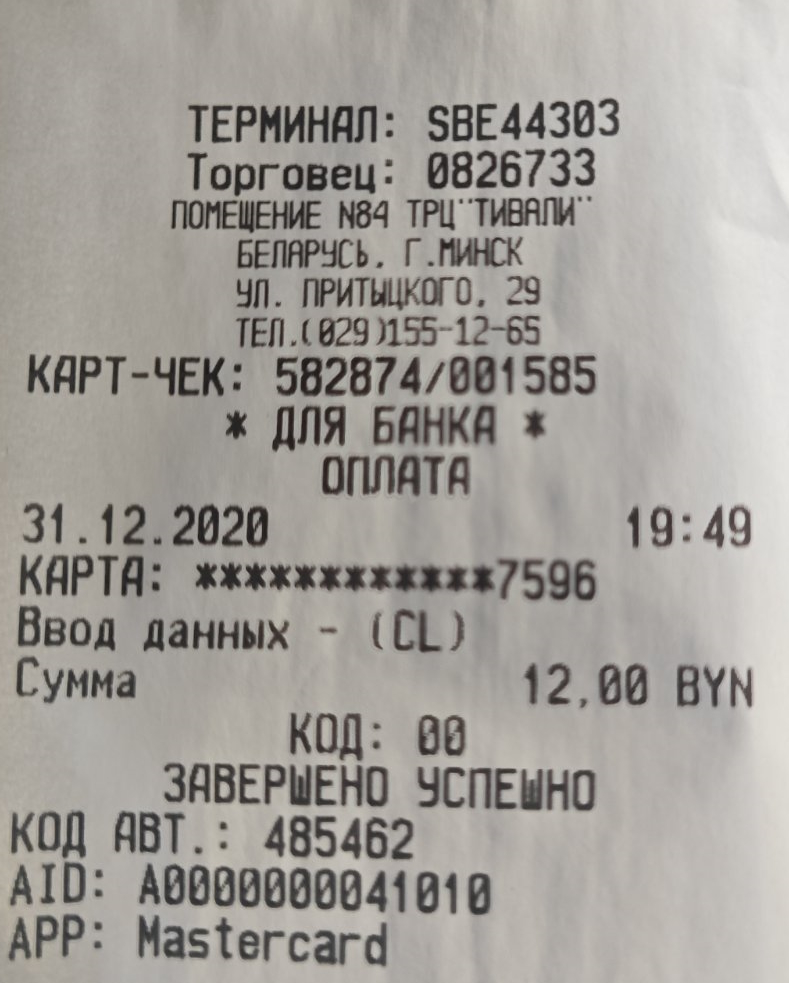 ТЕРМИНАЛ: SBE44303
Торговец: 0826733
ПОМЕЩЕНИЕ N84 ТРЦ"ТИВАЛИ"
БЕЛАРУСЬ, Г.МИНСК
УЛ. ПРИТЫЦКОГО, 29
ТЕЛ.(029)155-12-65
КАРТ-ЧЕК: 582874/001585
* ДЛЯ БАНКА *
ОПЛАТА
31.12.2020 19:49
КАРТА: ************7596
Ввод данных - (CL)
Сумма 12,00 BYN
КОД: 00
ЗАВЕРШЕНО УСПЕШНО
КОД АВТ.: 485462
AID: A0000000041010
APP: Mastercard